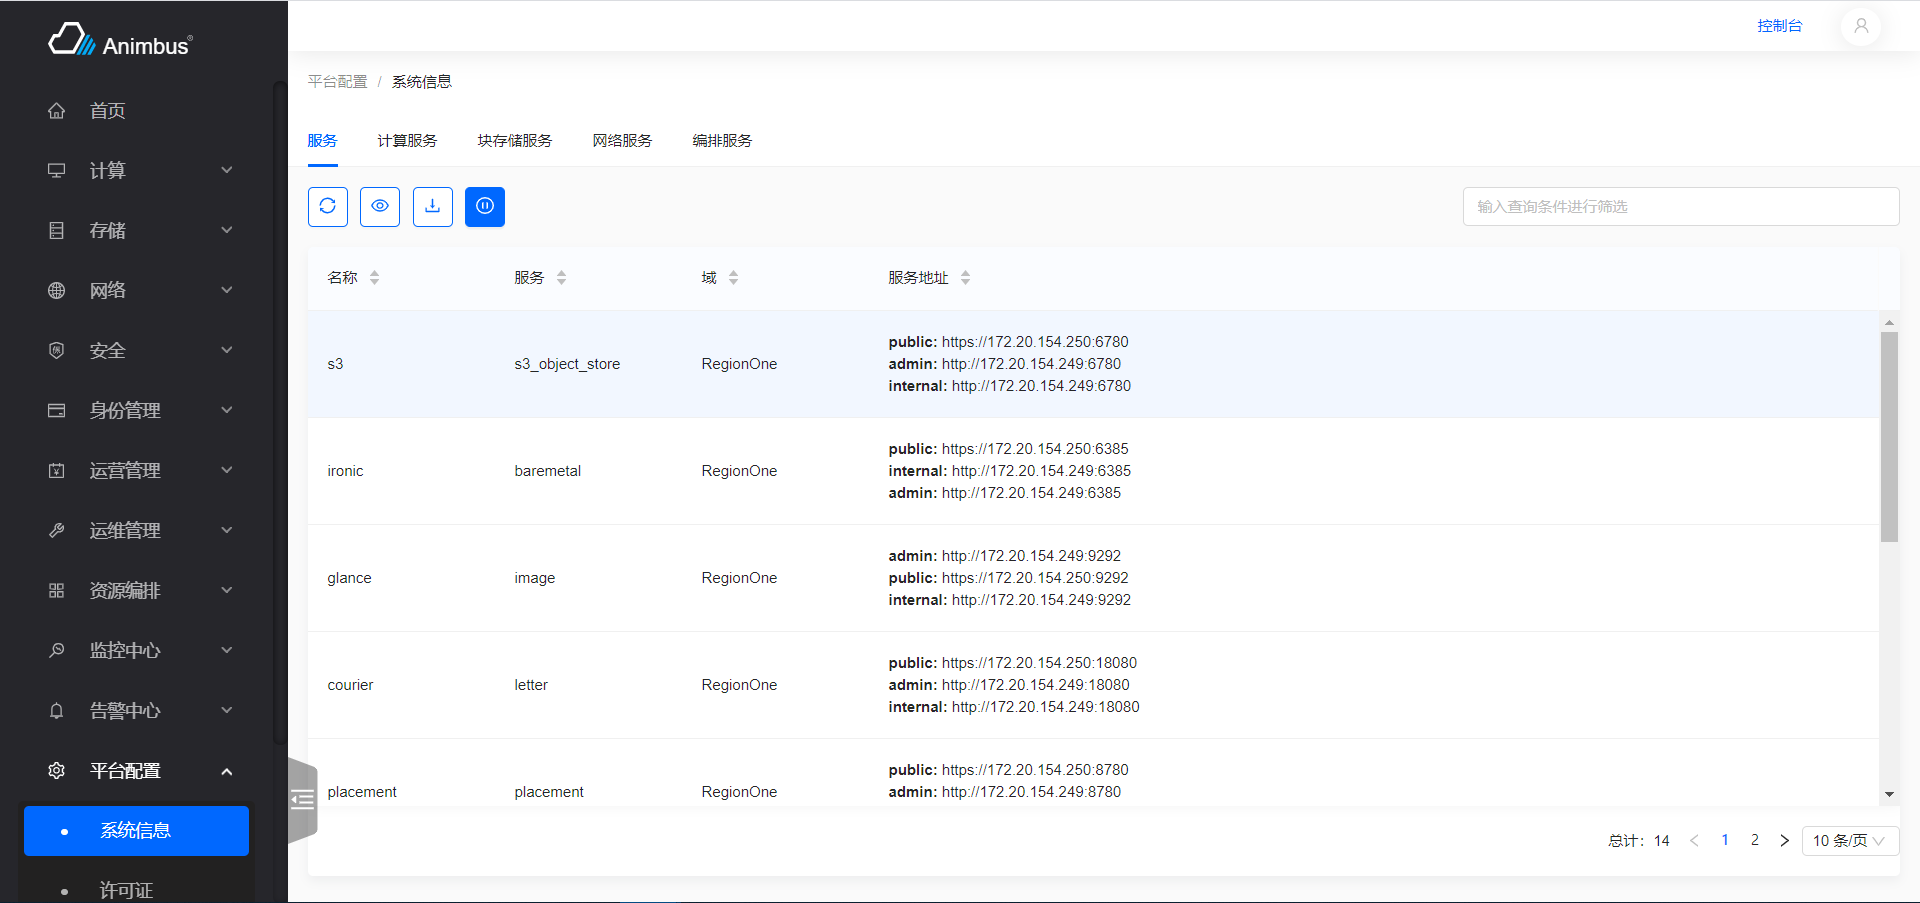 Animbus®
控制台
首页
计算
存储
网络
安全
身份管理
运营管理
运维管理
资源编排
监控中心
告警中心
平台配置
系统信息
许可证
平台配置 / 系统信息
服务 计算服务 块存储服务 网络服务 编排服务
输入查询条件进行筛选
名称 服务 域 服务地址
s3 s3_object_store RegionOne
public: https://172.20.154.250:6780
admin: http://172.20.154.249:6780
internal: http://172.20.154.249:6780
ironic baremetal RegionOne
public: https://172.20.154.250:6385
internal: http://172.20.154.249:6385
admin: http://172.20.154.249:6385
glance image RegionOne
admin: http://172.20.154.249:9292
public: https://172.20.154.250:9292
internal: http://172.20.154.249:9292
courier letter RegionOne
public: https://172.20.154.250:18080
admin: http://172.20.154.249:18080
internal: http://172.20.154.249:18080
placement placement RegionOne
public: https://172.20.154.250:8780
admin: http://172.20.154.249:8780
总计：14 < 1 2 > 10 条/页